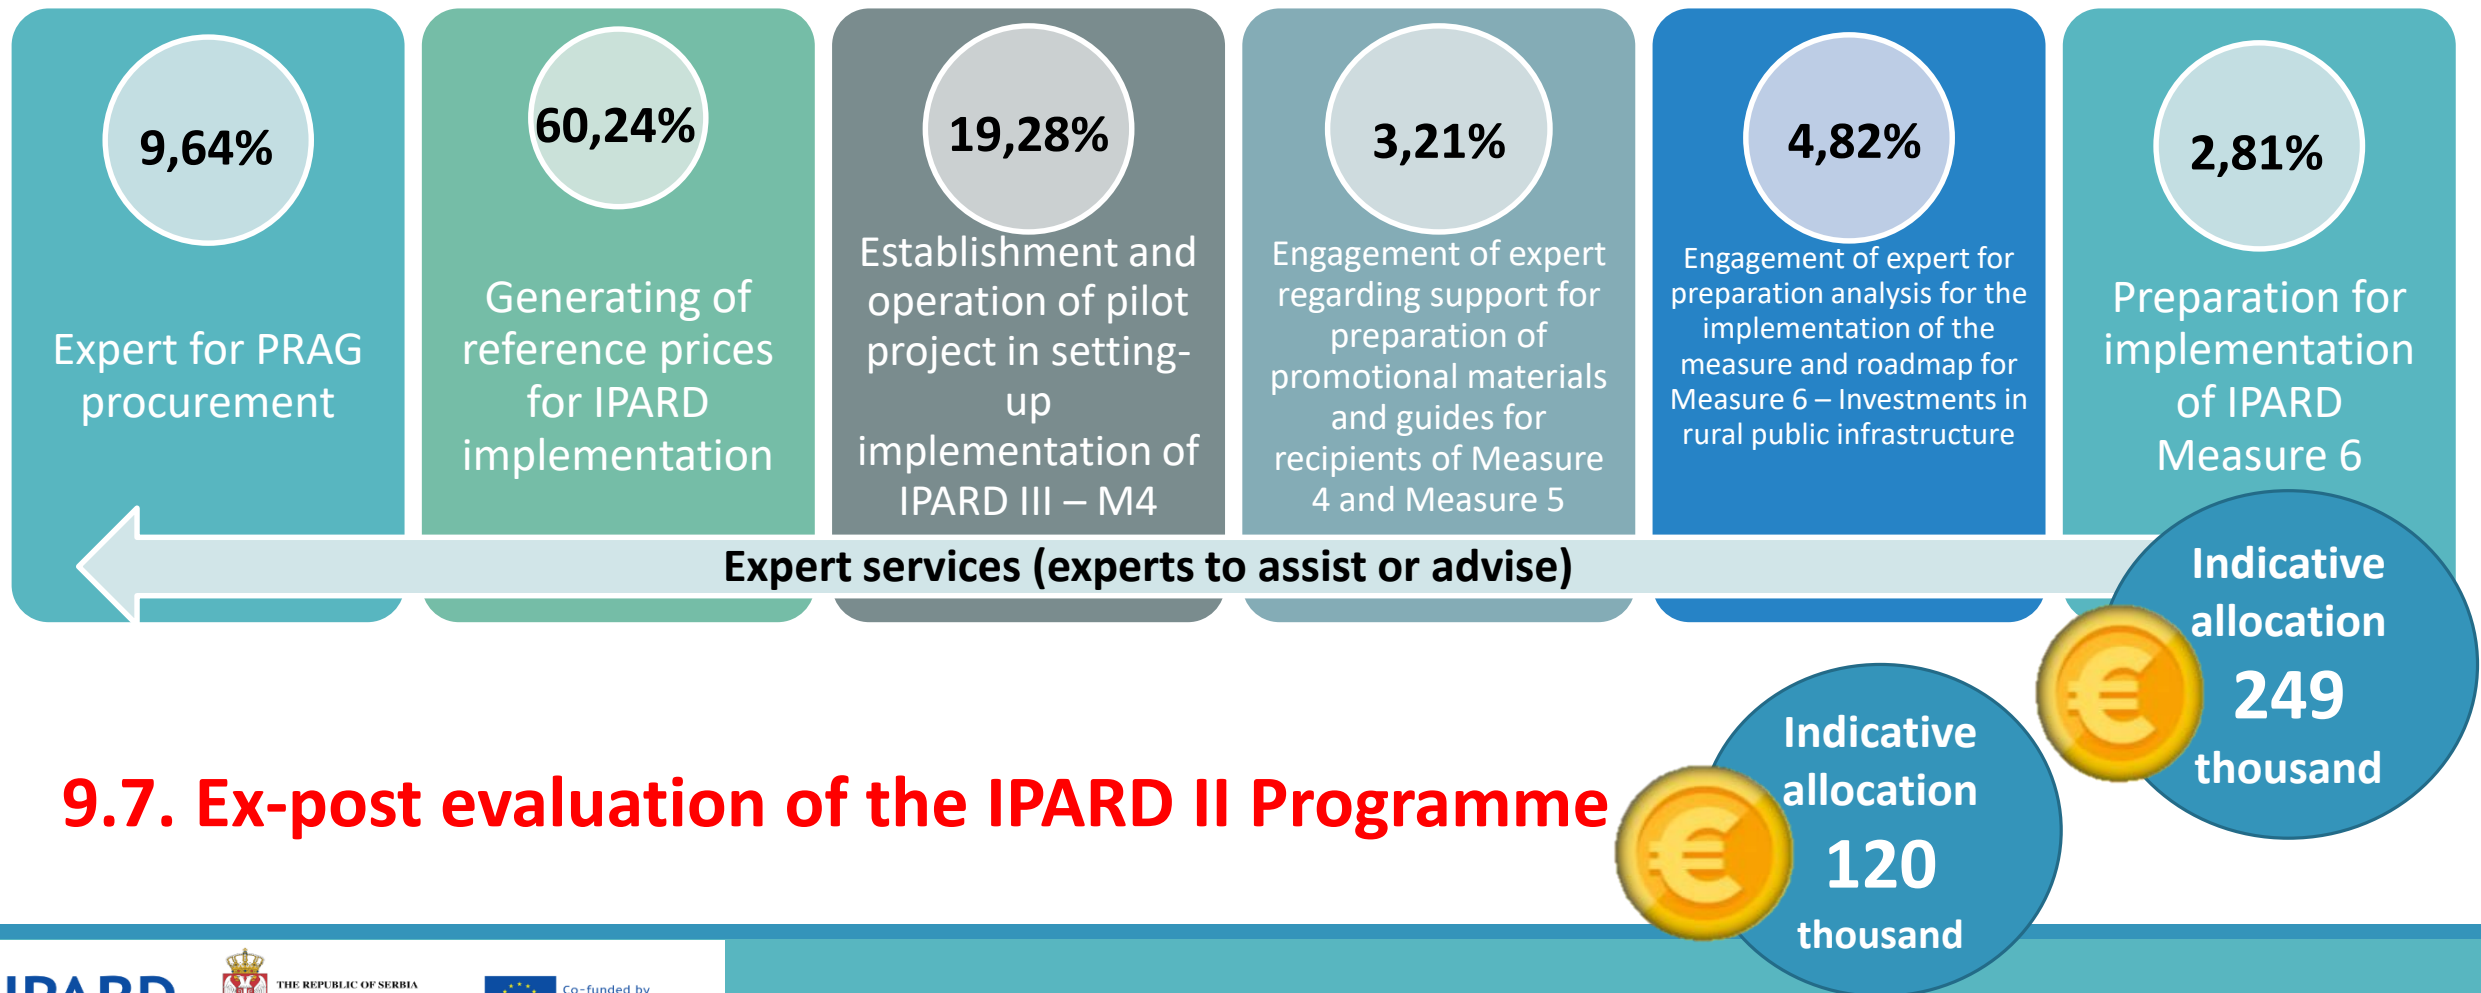 9,64%
Expert for PRAG
procurement
60,24%
Generating of
reference prices
for IPARD
implementation
19,28%
Establishment and
operation of pilot
project in setting-
up
implementation of
IPARD III – M4
3,21%
Engagement of expert
regarding support for
preparation of
promotional materials
and guides for
recipients of Measure
4 and Measure 5
4,82%
Engagement of expert for
preparation analysis for the
implementation of the
measure and roadmap for
Measure 6 – Investments in
rural public infrastructure
2,81%
Preparation for
implementation
of IPARD
Measure 6
Expert services (experts to assist or advise)
Indicative
allocation
249
thousand
9.7. Ex-post evaluation of the IPARD II Programme
Indicative
allocation
120
thousand
IPARD
THE REPUBLIC OF SERBIA
Co-funded by